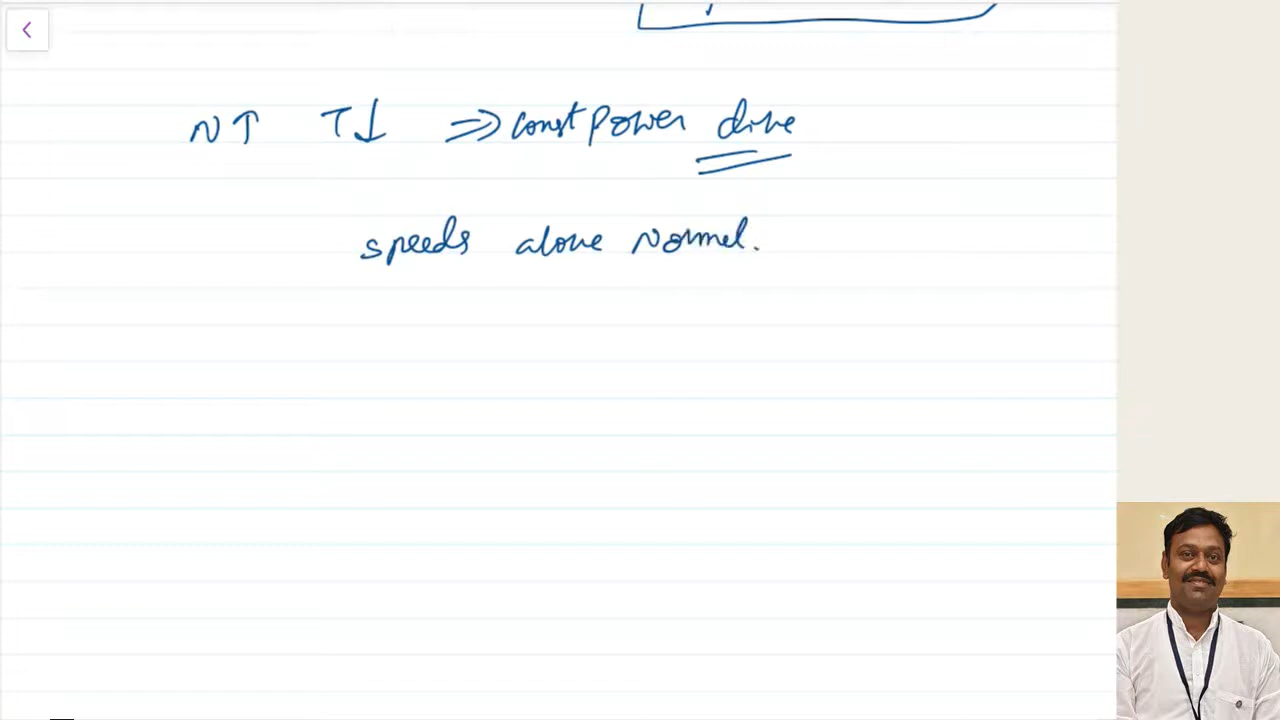 N↑ T↓ ⇒ const power drive
speeds above normal.